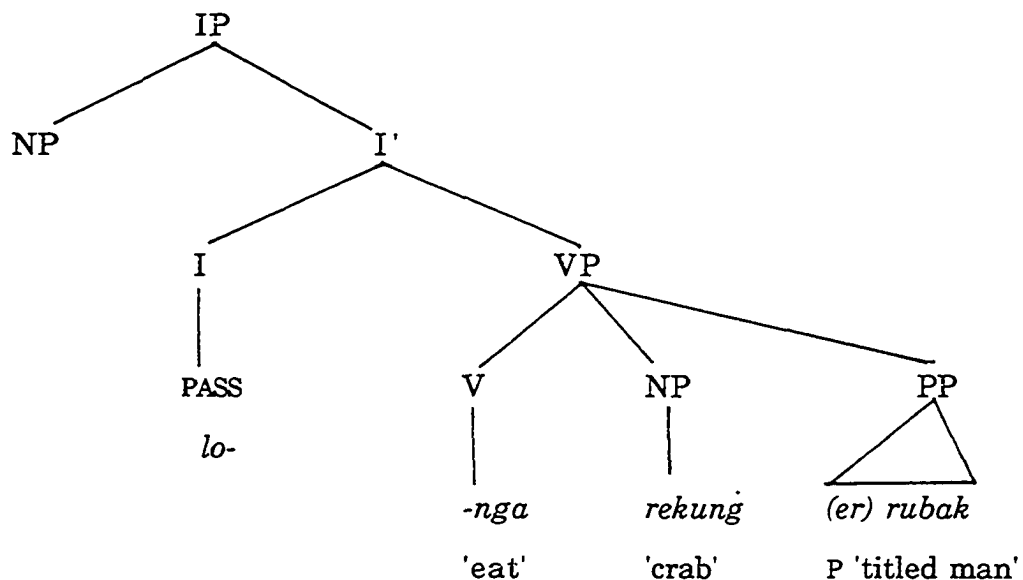 IP
NP I'
I VP
PASS V NP PP
lo-
-nga rekung (er) rubak
'eat' 'crab' P 'titled man'